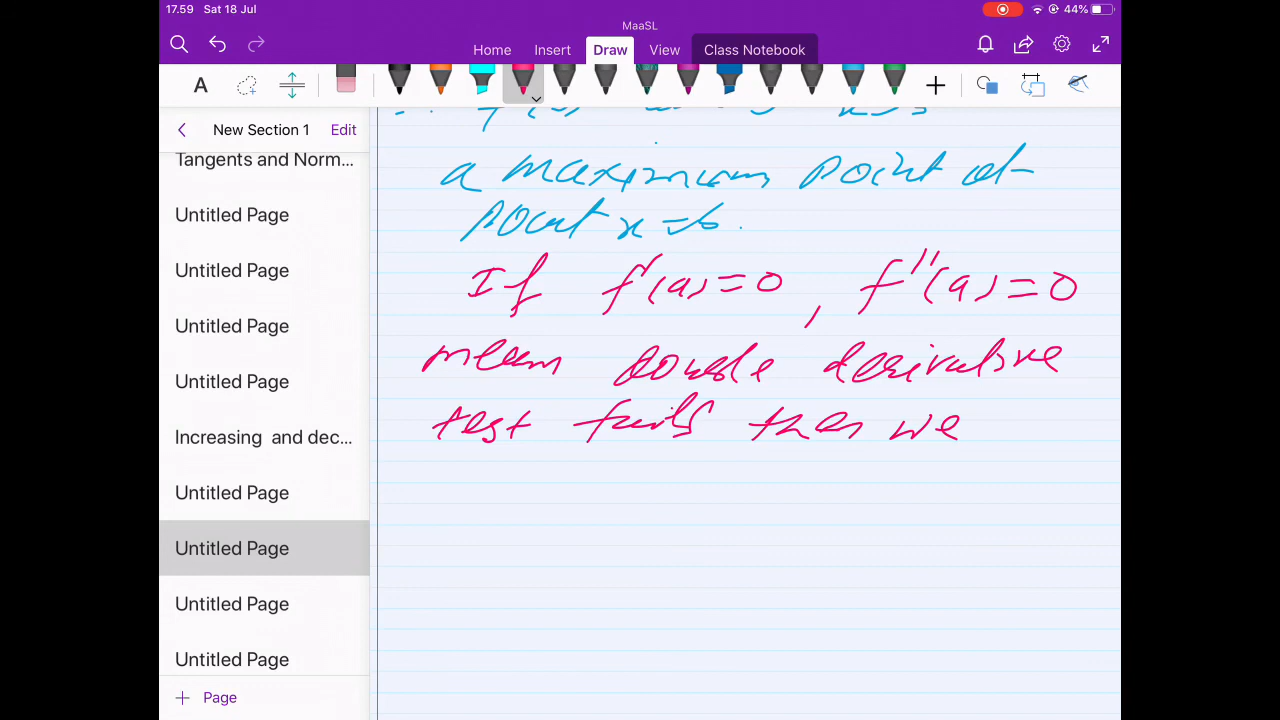 17.59 Sat 18 Jul
44%
MaaSL
Home Insert Draw View Class Notebook
A
New Section 1 Edit
Tangents and Norm...
Untitled Page
Untitled Page
Untitled Page
Untitled Page
Increasing and dec...
Untitled Page
Untitled Page
Untitled Page
Untitled Page
+ Page
a maximum point at
point x = b.
If f'(a) = 0, f''(a) = 0
mean double derivative
test fails then we